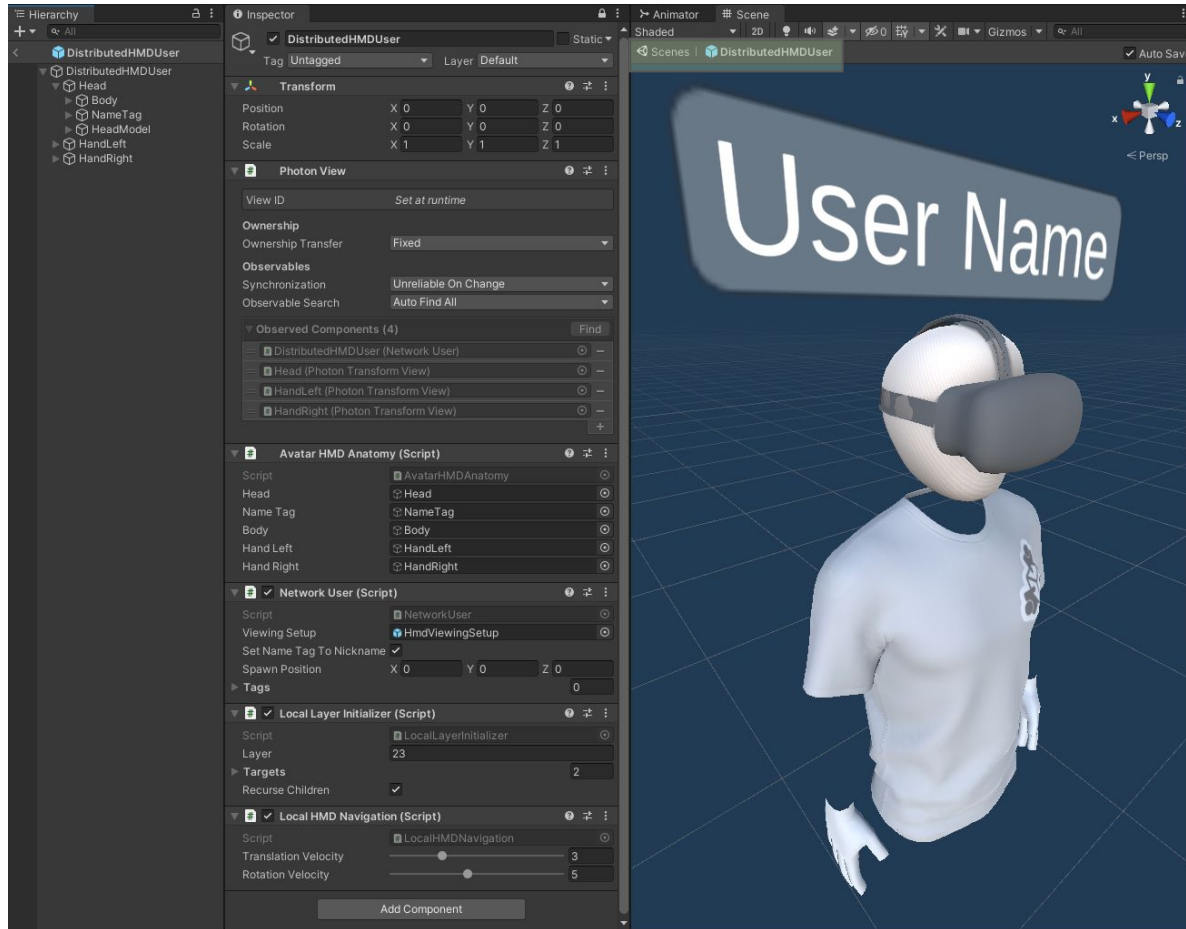 Hierarchy
All
DistributedHMDUser
DistributedHMDUser
Head
Body
NameTag
HeadModel
HandLeft
HandRight
Inspector
DistributedHMDUser Static
Tag Untagged Layer Default
Transform
Position X 0 Y 0 Z 0
Rotation X 0 Y 0 Z 0
Scale X 1 Y 1 Z 1
Photon View
View ID Set at runtime
Ownership
Ownership Transfer Fixed
Observables
Synchronization Unreliable On Change
Observable Search Auto Find All
Observed Components (4) Find
DistributedHMDUser (Network User)
Head (Photon Transform View)
HandLeft (Photon Transform View)
HandRight (Photon Transform View)
Avatar HMD Anatomy (Script)
Script AvatarHMDAnatomy
Head Head
Name Tag NameTag
Body Body
Hand Left HandLeft
Hand Right HandRight
Network User (Script)
Script NetworkUser
Viewing Setup HmdViewingSetup
Set Name Tag To Nickname
Spawn Position X 0 Y 0 Z 0
Tags 0
Local Layer Initializer (Script)
Script LocalLayerInitializer
Layer 23
Targets 2
Recurse Children
Local HMD Navigation (Script)
Script LocalHMDNavigation
Translation Velocity 3
Rotation Velocity 5
Add Component
Animator Scene
Shaded 2D 0 Gizmos All
Scenes DistributedHMDUser Auto Sav
y
x z
Persp
User Name